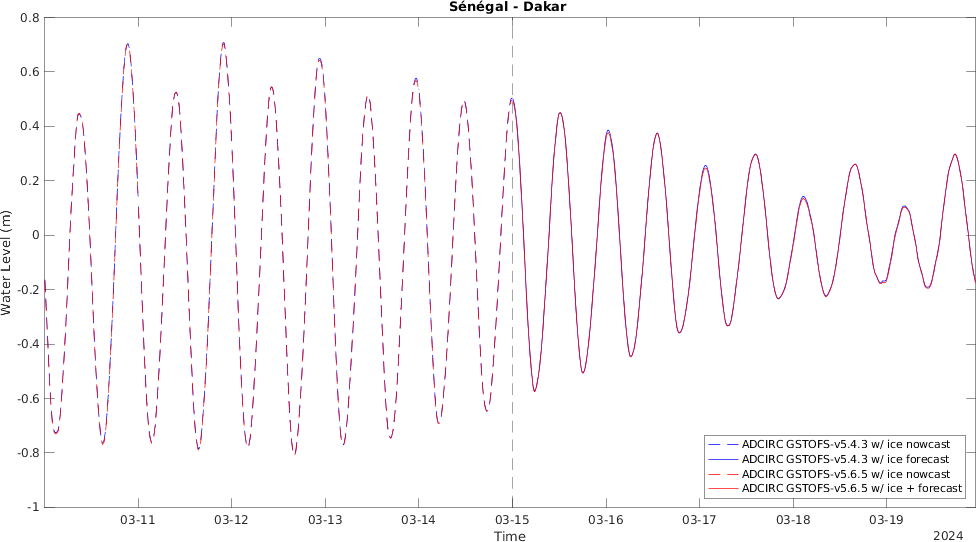 Sénégal - Dakar
0.8
0.6
0.4
0.2
0
-0.2
-0.4
-0.6
-0.8
-1
Water Level (m)
03-11 03-12 03-13 03-14 03-15 03-16 03-17 03-18 03-19
Time
2024
ADCIRC GSTOFS-v5.4.3 w/ ice nowcast
ADCIRC GSTOFS-v5.4.3 w/ ice forecast
ADCIRC GSTOFS-v5.6.5 w/ ice nowcast
ADCIRC GSTOFS-v5.6.5 w/ ice + forecast